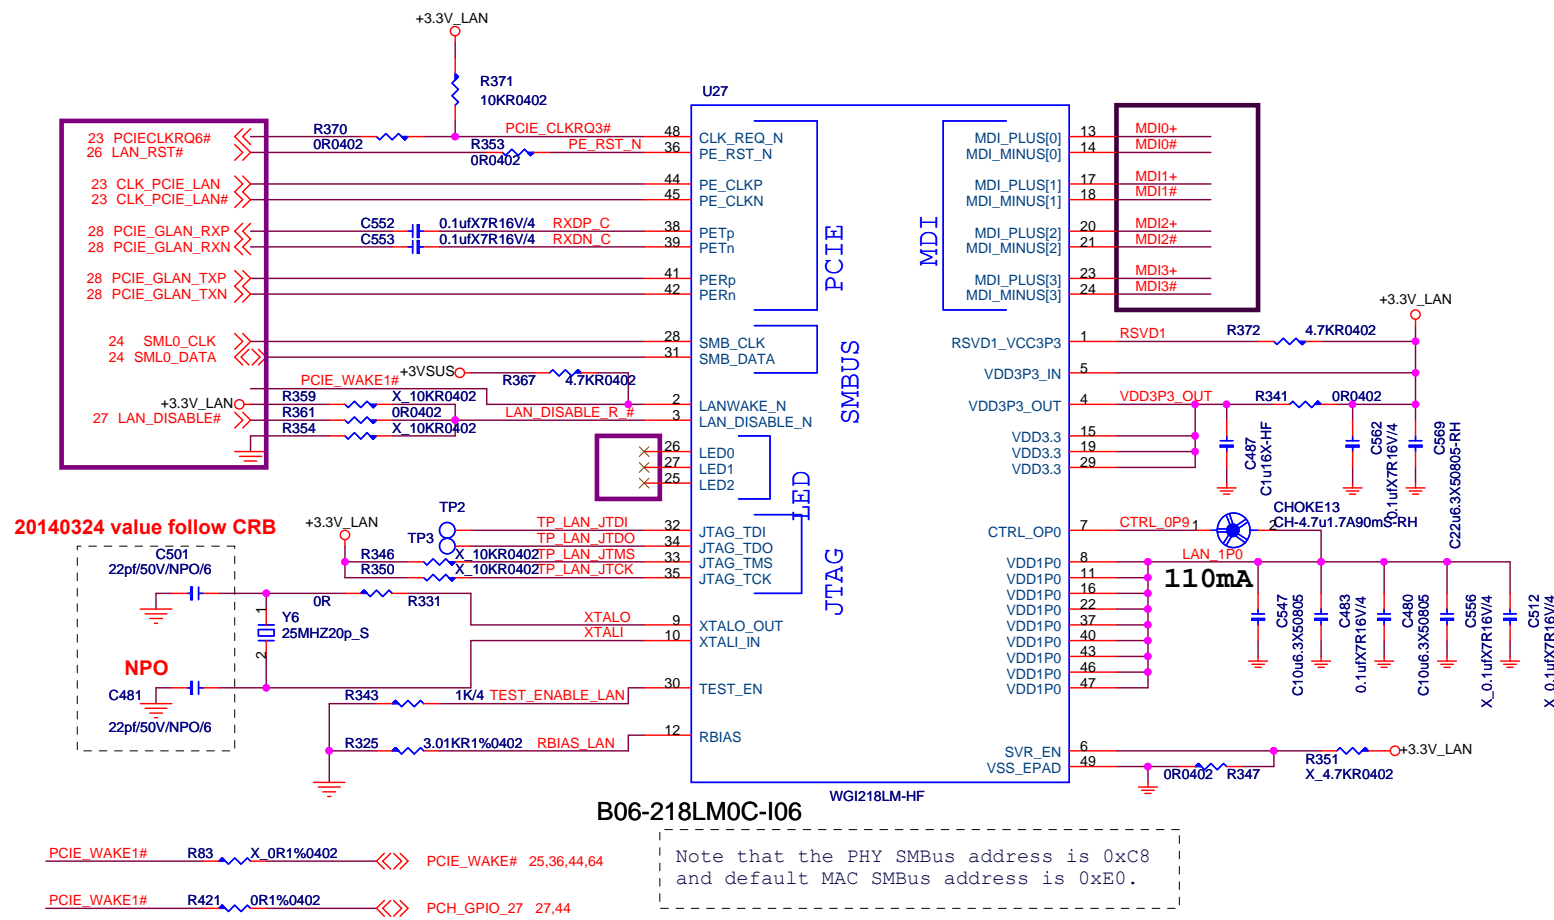 +3.3V_LAN
R371
10KR0402
U27
23 PCIECLKRQ6#
R370
0R0402
PCIE_CLKRQ3#
48
CLK_REQ_N
26 LAN_RST#
R353
0R0402
PE_RST_N
36
PE_RST_N
23 CLK_PCIE_LAN
44
PE_CLKP
23 CLK_PCIE_LAN#
45
PE_CLKN
28 PCIE_GLAN_RXP
C552
0.1ufX7R16V/4
RXDP_C
38
PETp
28 PCIE_GLAN_RXN
C553
0.1ufX7R16V/4
RXDN_C
39
PETn
28 PCIE_GLAN_TXP
41
PERp
28 PCIE_GLAN_TXN
42
PERn
PCIE
24 SML0_CLK
28
SMB_CLK
24 SML0_DATA
31
SMB_DATA
SMBUS
+3VSUS
R367
4.7KR0402
PCIE_WAKE1#
2
LANWAKE_N
+3.3V_LAN
R359
X_10KR0402
27 LAN_DISABLE#
R361
0R0402
LAN_DISABLE_R_#
3
LAN_DISABLE_N
R354
X_10KR0402
26
LED0
27
LED1
25
LED2
LED
20140324 value follow CRB
+3.3V_LAN
TP2
TP_LAN_JTDI
32
JTAG_TDI
TP3
TP_LAN_JTDO
34
JTAG_TDO
R346
X_10KR0402
TP_LAN_JTMS
33
JTAG_TMS
R350
X_10KR0402
TP_LAN_JTCK
35
JTAG_TCK
JTAG
C501
22pf/50V/NPO/6
0R
R331
1
Y6
25MHZ20p_S
2
XTALO
9
XTALO_OUT
XTALI
10
XTALI_IN
NPO
C481
22pf/50V/NPO/6
R343
1K/4
TEST_ENABLE_LAN
30
TEST_EN
R325
3.01KR1%0402
RBIAS_LAN
12
RBIAS
MDI
MDI_PLUS[0]
13
MDI0+
MDI_MINUS[0]
14
MDI0#
MDI_PLUS[1]
17
MDI1+
MDI_MINUS[1]
18
MDI1#
MDI_PLUS[2]
20
MDI2+
MDI_MINUS[2]
21
MDI2#
MDI_PLUS[3]
23
MDI3+
MDI_MINUS[3]
24
MDI3#
+3.3V_LAN
RSVD1_VCC3P3
1
RSVD1
R372
4.7KR0402
VDD3P3_IN
5
VDD3P3_OUT
4
VDD3P3_OUT
R341
0R0402
VDD3.3
15
VDD3.3
19
VDD3.3
29
C487
C1u16X-HF
C562
0.1ufX7R16V/4
C569
C22u6.3X50805-RH
CTRL_OP0
7
CTRL_0P9
1
2
CHOKE13
CH-4.7u1.7A90mS-RH
LAN_1P0
110mA
VDD1P0
8
VDD1P0
11
VDD1P0
16
VDD1P0
22
VDD1P0
37
VDD1P0
40
VDD1P0
43
VDD1P0
46
VDD1P0
47
C547
C10u6.3X50805
C483
0.1ufX7R16V/4
C480
C10u6.3X50805
C556
X_0.1ufX7R16V/4
C512
X_0.1ufX7R16V/4
SVR_EN
6
R351
X_4.7KR0402
+3.3V_LAN
VSS_EPAD
49
0R0402
R347
WGI218LM-HF
B06-218LM0C-I06
PCIE_WAKE1#
R83
X_0R1%0402
PCIE_WAKE# 25,36,44,64
PCIE_WAKE1#
R421
0R1%0402
PCH_GPIO_27 27,44
Note that the PHY SMBus address is 0xC8
and default MAC SMBus address is 0xE0.